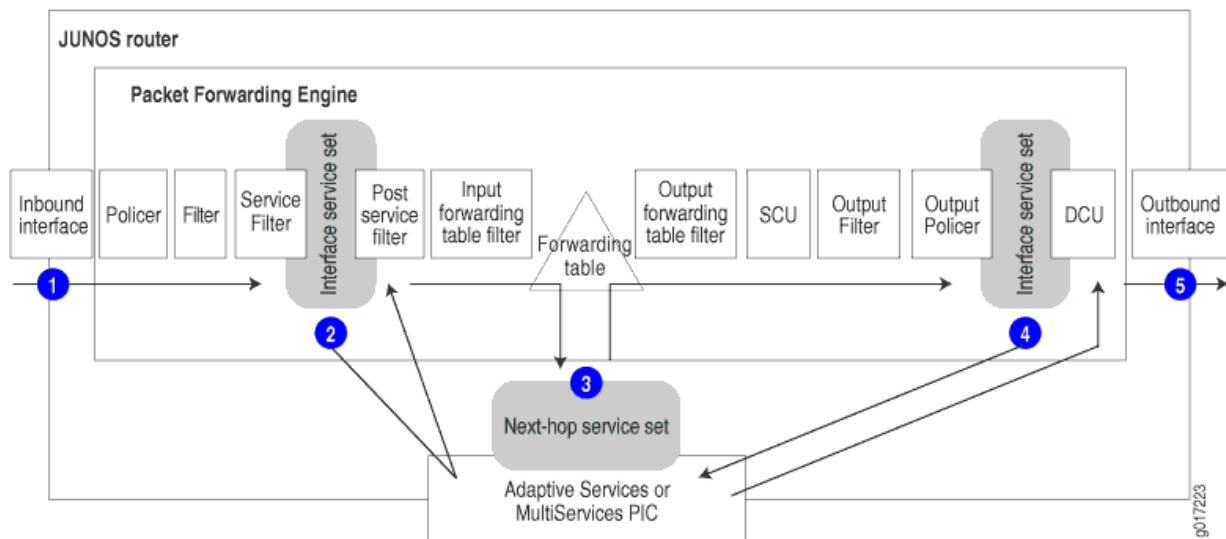 JUNOS router
Packet Forwarding Engine
Inbound
interface
Policer
Filter
Service
Filter
Interface service set
Post
service
filter
Input
forwarding
table filter
Forwarding
table
Output
forwarding
table filter
SCU
Output
Filter
Output
Policer
Interface service set
DCU
Outbound
interface
1
2
3
4
5
Next-hop service set
Adaptive Services or
MultiServices PIC
g017223